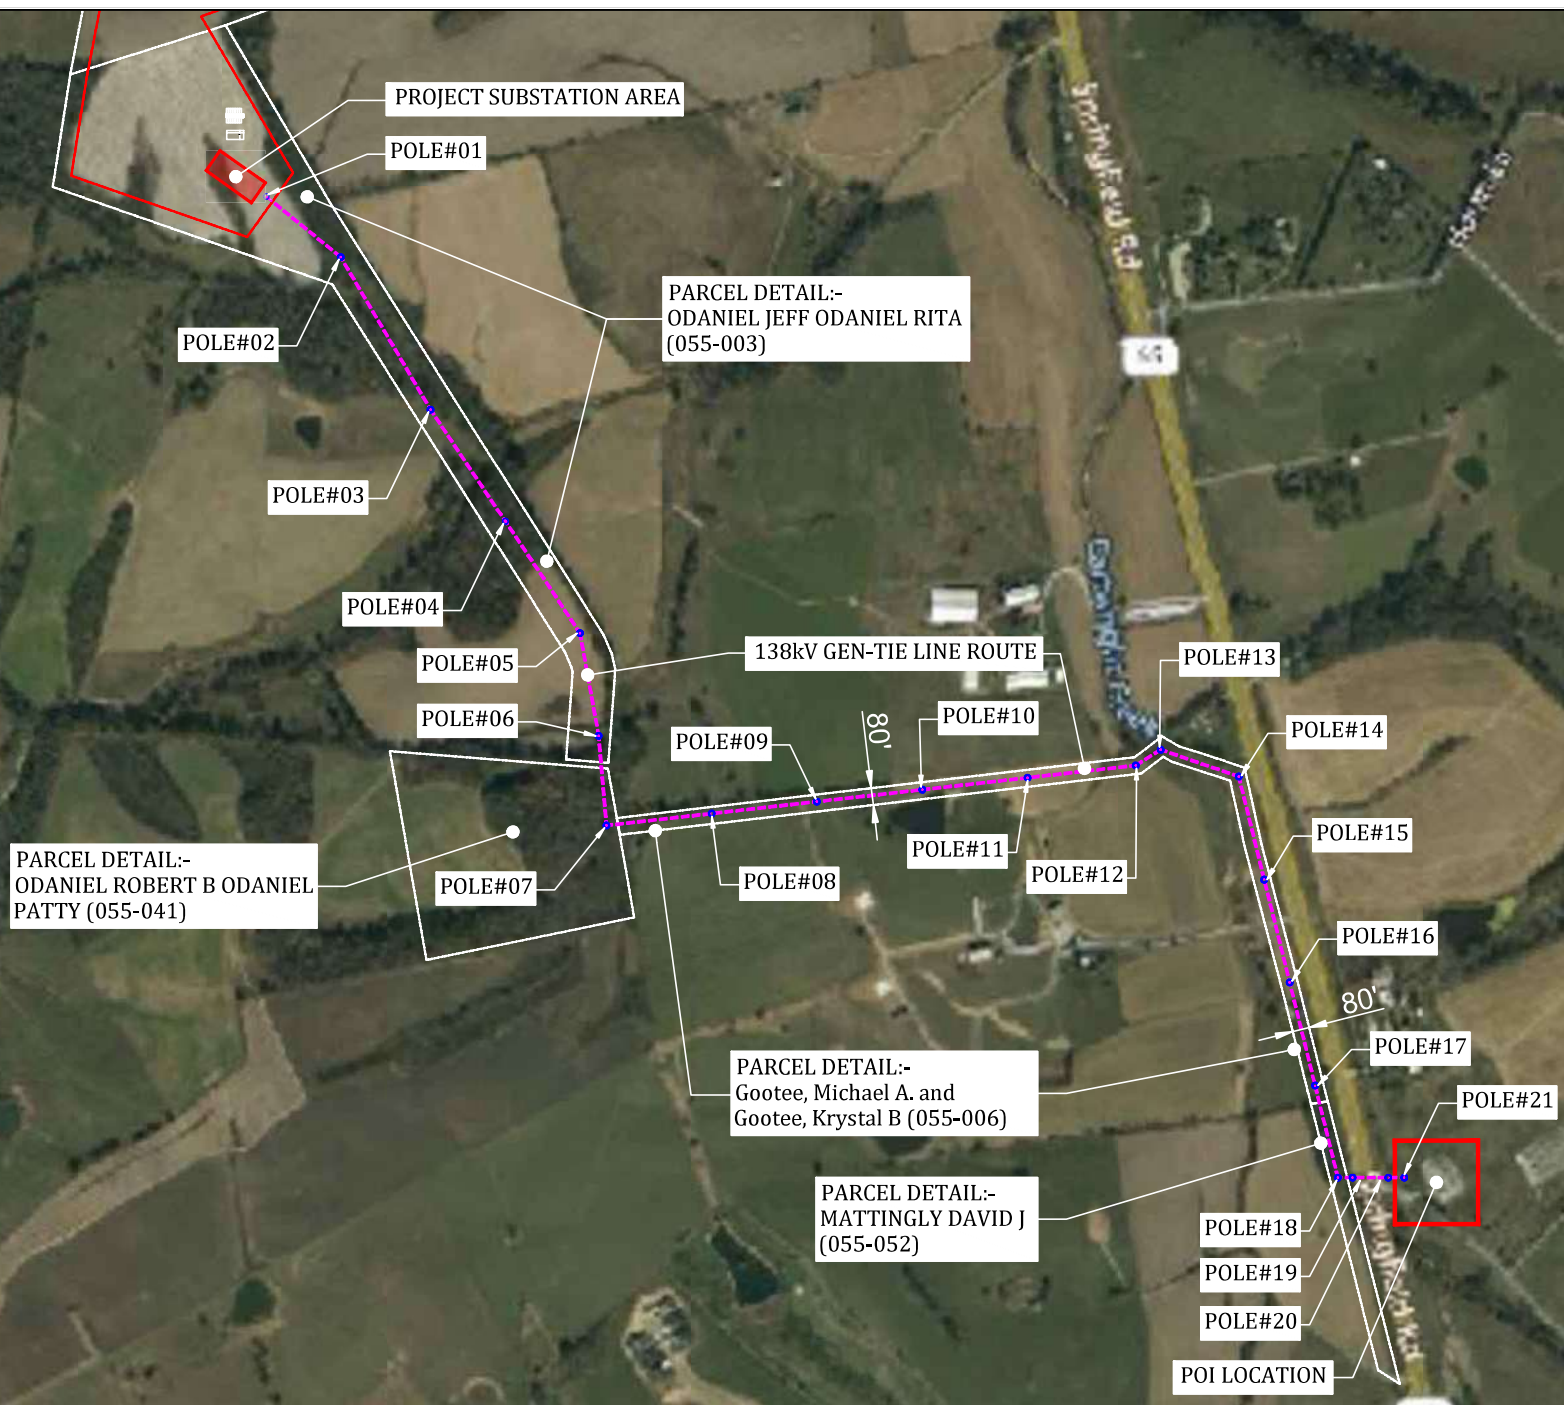 PROJECT SUBSTATION AREA
POLE#01
PARCEL DETAIL:-
ODANIEL JEFF ODANIEL RITA
(055-003)
POLE#02
55
POLE#03
POLE#04
POLE#05
138kV GEN-TIE LINE ROUTE
POLE#13
POLE#06
POLE#09
80'
POLE#10
POLE#14
POLE#15
POLE#11
POLE#12
PARCEL DETAIL:-
ODANIEL ROBERT B ODANIEL
PATTY (055-041)
POLE#07
POLE#08
POLE#16
80'
POLE#17
PARCEL DETAIL:-
Gootee, Michael A. and
Gootee, Krystal B (055-006)
POLE#21
PARCEL DETAIL:-
MATTINGLY DAVID J
(055-052)
POLE#18
POLE#19
POLE#20
POI LOCATION
Springfield Rd